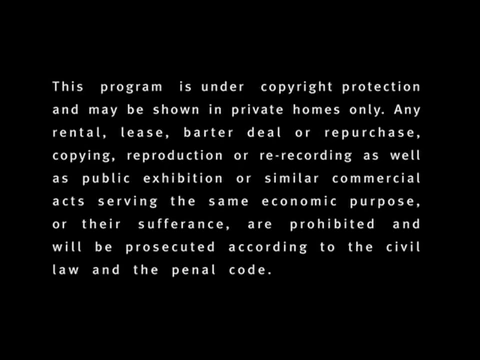 This program is under copyright protection
and may be shown in private homes only. Any
rental, lease, barter deal or repurchase,
copying, reproduction or re-recording as well
as public exhibition or similar commercial
acts serving the same economic purpose,
or their sufferance, are prohibited and
will be prosecuted according to the civil
law and the penal code.